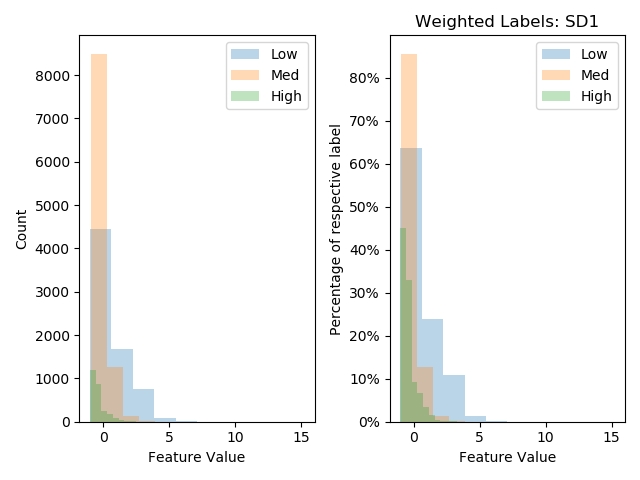 Weighted Labels: SD1
Count
8000
7000
6000
5000
4000
3000
2000
1000
0
0
5
10
15
Feature Value
Low
Med
High
Percentage of respective label
80%
70%
60%
50%
40%
30%
20%
10%
0%
0
5
10
15
Feature Value
Low
Med
High